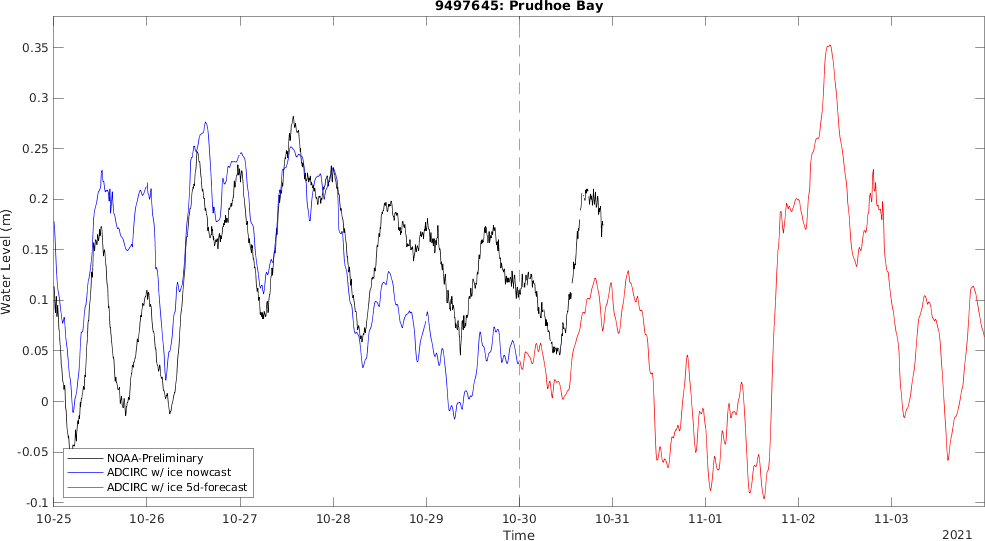 9497645: Prudhoe Bay
Water Level (m)
0.35
0.3
0.25
0.2
0.15
0.1
0.05
0
-0.05
-0.1
NOAA-Preliminary
ADCIRC w/ ice nowcast
ADCIRC w/ ice 5d-forecast
10-25 10-26 10-27 10-28 10-29 10-30 10-31 11-01 11-02 11-03
Time
2021